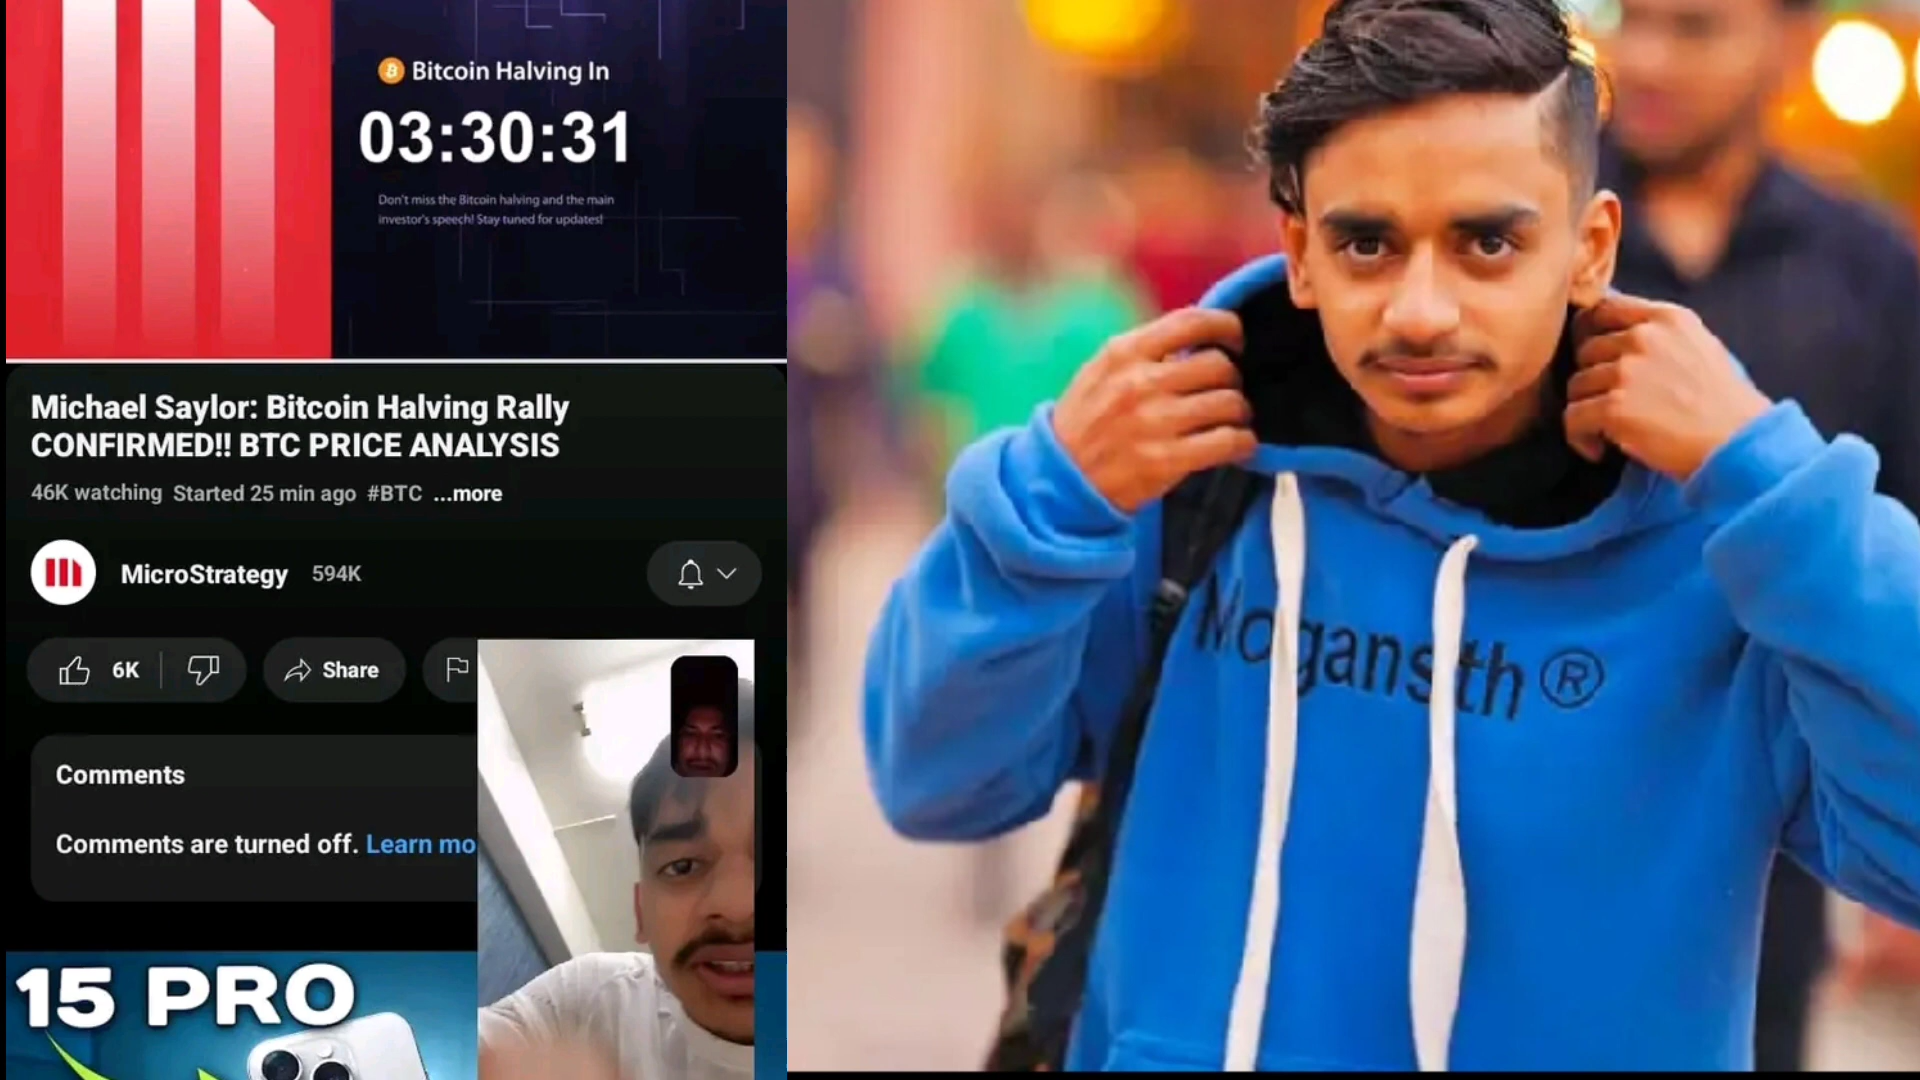 Bitcoin Halving In
03:30:31
Don't miss the Bitcoin halving and the main
investor's speech! Stay tuned for updates!
Michael Saylor: Bitcoin Halving Rally
CONFIRMED!! BTC PRICE ANALYSIS
46K watching Started 25 min ago #BTC ...more
MicroStrategy 594K
6K Share
Comments
Comments are turned off. Learn mo
15 PRO
Mogansth ®